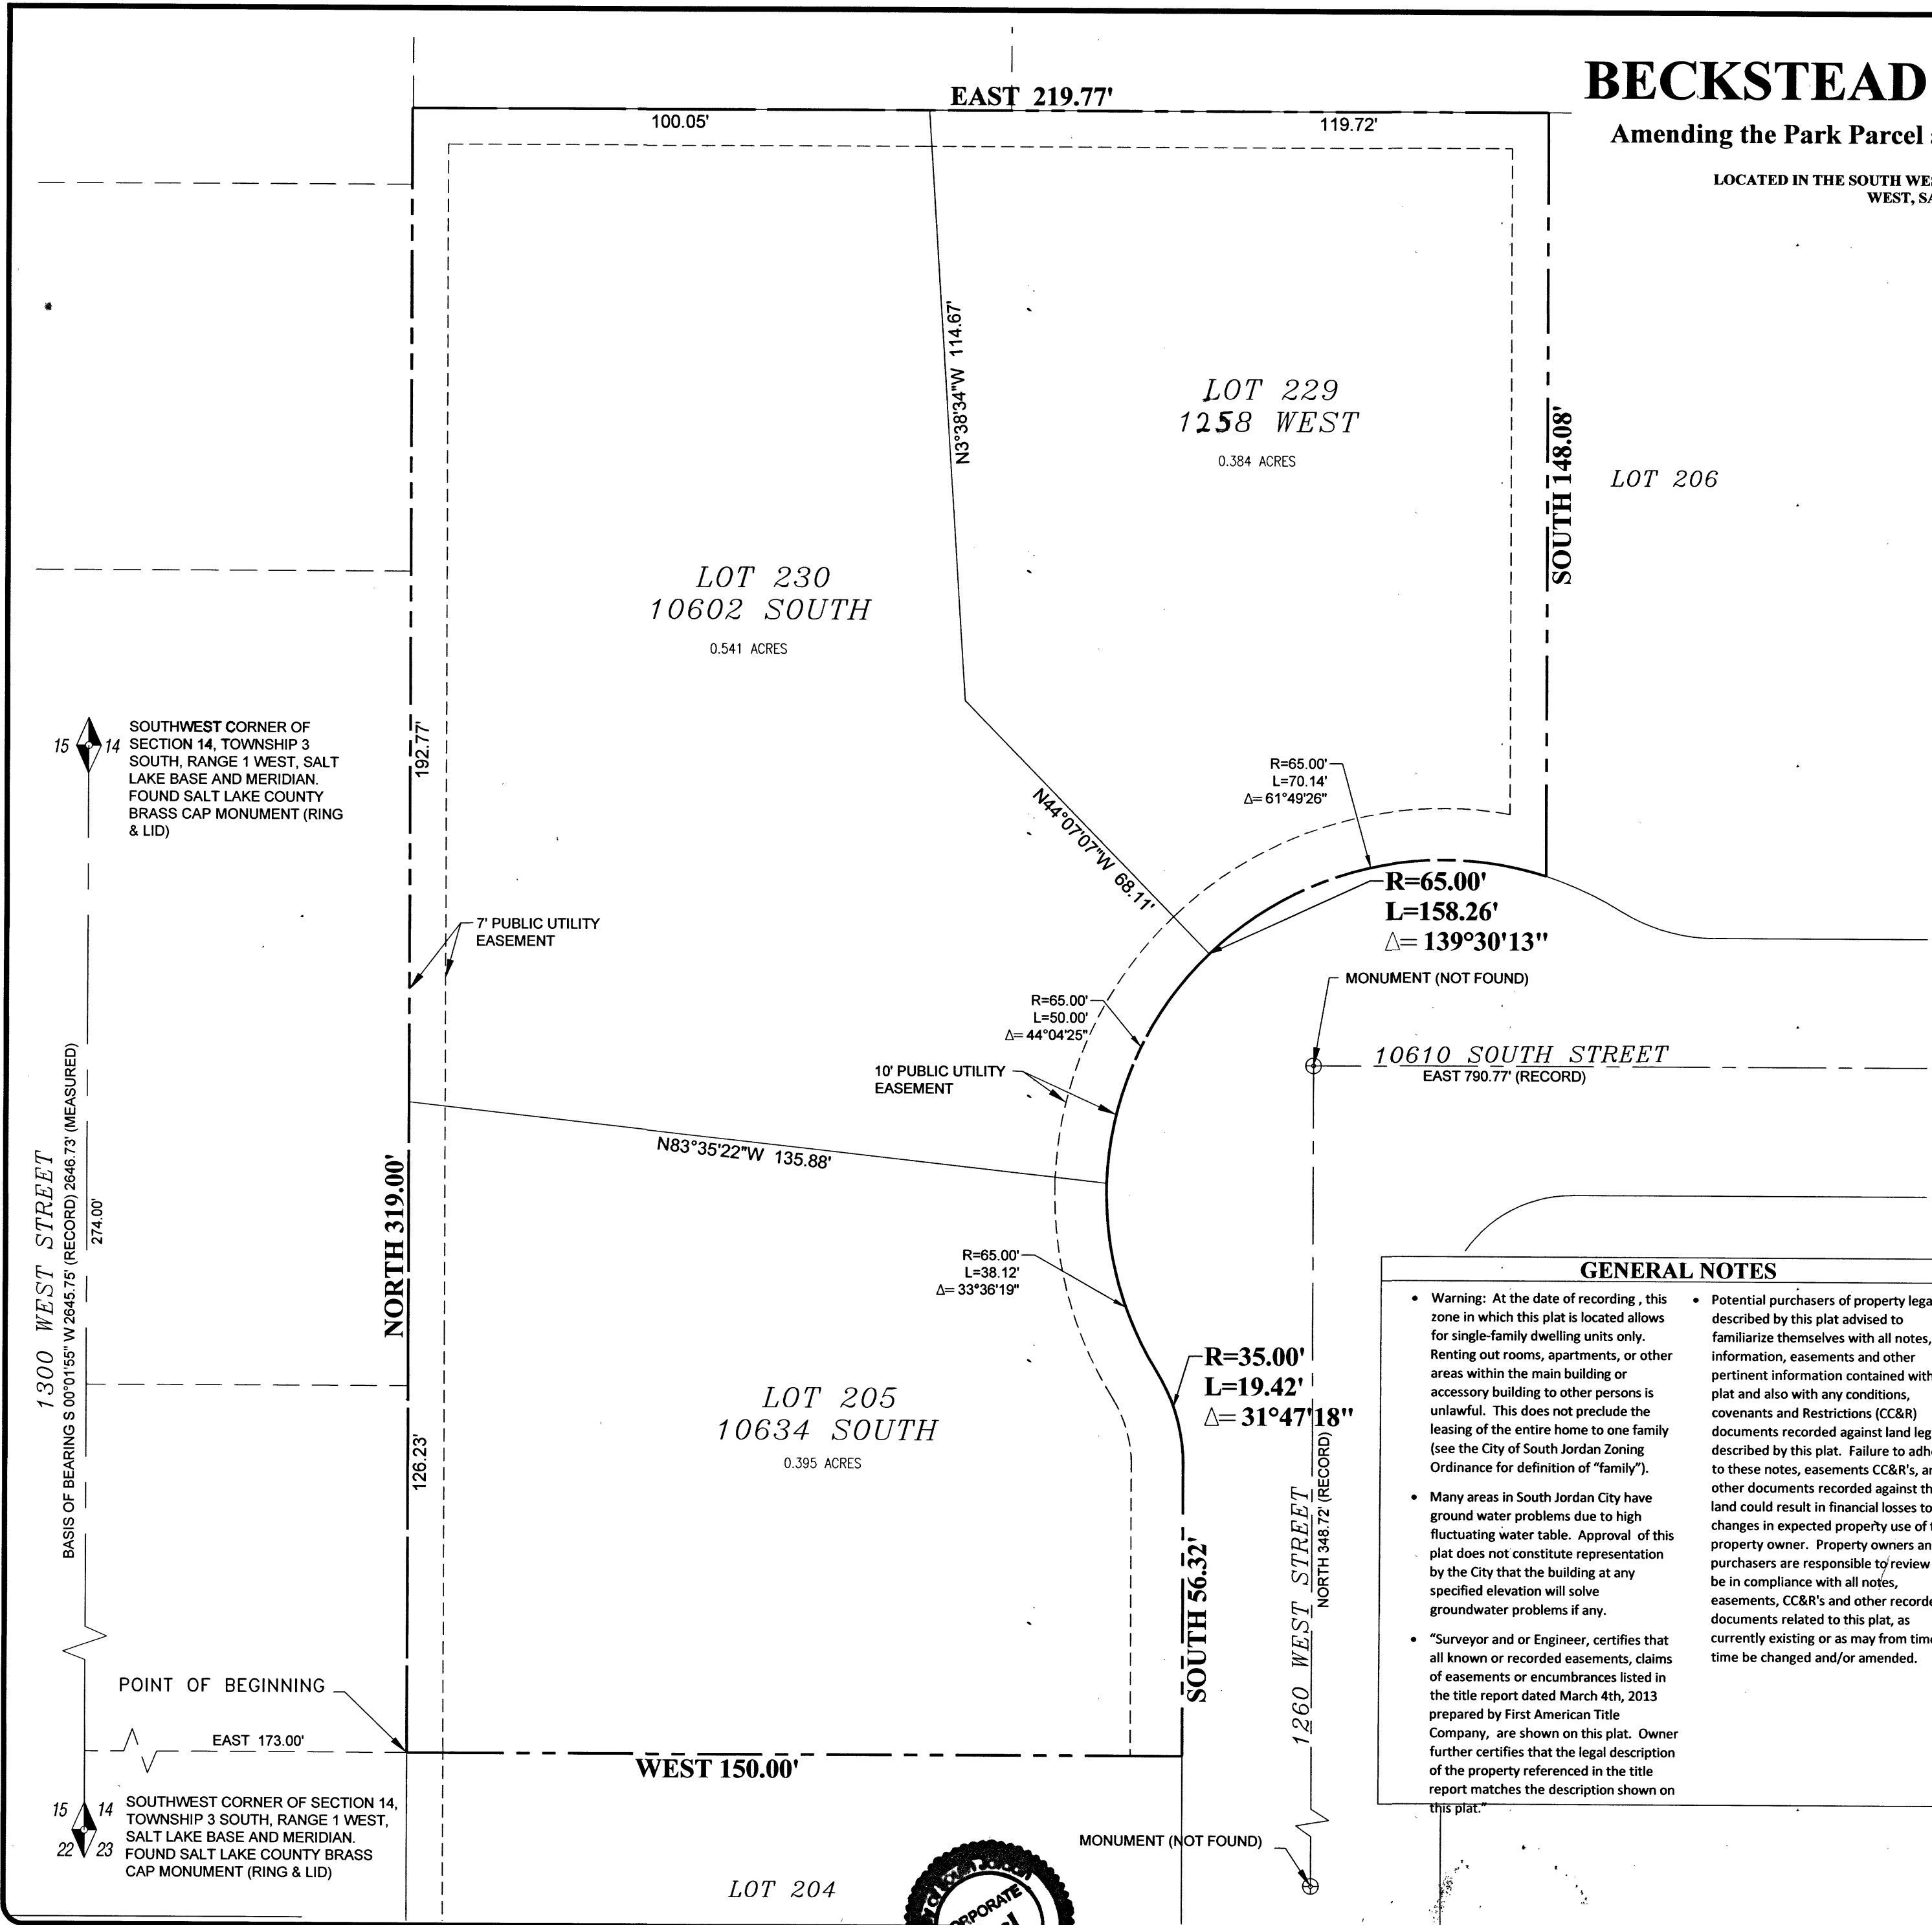 BECKSTEAD
Amending the Park Parcel
LOCATED IN THE SOUTH
WEST,
EAST 219.77'
100.05'
119.72'
N3°38'34"W 114.67'
LOT 229
1258 WEST
0.384 ACRES
SOUTH 148.08'
LOT 206
LOT 230
10602 SOUTH
0.541 ACRES
15 14
SOUTHWEST CORNER OF
SECTION 14, TOWNSHIP 3
SOUTH, RANGE 1 WEST, SALT
LAKE BASE AND MERIDIAN.
FOUND SALT LAKE COUNTY
BRASS CAP MONUMENT (RING
& LID)
192.77'
R=65.00'
L=70.14'
Δ= 61°49'26"
N44°07'07"W 68.11'
R=65.00'
L=158.26'
Δ= 139°30'13"
7' PUBLIC UTILITY
EASEMENT
MONUMENT (NOT FOUND)
R=65.00'
L=50.00'
Δ= 44°04'25"
10610 SOUTH STREET
EAST 790.77' (RECORD)
10' PUBLIC UTILITY
EASEMENT
N83°35'22"W 135.88'
1300 WEST STREET
BASIS OF BEARING S 00°01'55" W 2645.75' (RECORD) 2646.73' (MEASURED)
274.00'
NORTH 319.00'
R=65.00'
L=38.12'
Δ= 33°36'19"
R=35.00'
L=19.42'
Δ= 31°47'18"
LOT 205
10634 SOUTH
0.395 ACRES
126.23'
SOUTH 56.32'
1260 WEST STREET
NORTH 348.72' (RECORD)
POINT OF BEGINNING
EAST 173.00'
WEST 150.00'
15 14
22 23
SOUTHWEST CORNER OF SECTION 14,
TOWNSHIP 3 SOUTH, RANGE 1 WEST,
SALT LAKE BASE AND MERIDIAN.
FOUND SALT LAKE COUNTY BRASS
CAP MONUMENT (RING & LID)
MONUMENT (NOT FOUND)
LOT 204
GENERAL NOTES
• Warning: At the date of recording , this
zone in which this plat is located allows
for single-family dwelling units only.
Renting out rooms, apartments, or other
areas within the main building or
accessory building to other persons is
unlawful. This does not preclude the
leasing of the entire home to one family
(see the City of South Jordan Zoning
Ordinance for definition of "family").
• Many areas in South Jordan City have
ground water problems due to high
fluctuating water table. Approval of this
plat does not constitute representation
by the City that the building at any
specified elevation will solve
groundwater problems if any.
• "Surveyor and or Engineer, certifies that
all known or recorded easements, claims
of easements or encumbrances listed in
the title report dated March 4th, 2013
prepared by First American Title
Company, are shown on this plat. Owner
further certifies that the legal description
of the property referenced in the title
report matches the description shown on
this plat."
• Potential purchasers of property
described by this plat advised to
familiarize themselves with all notes,
information, easements and other
pertinent information contained
plat and also with any conditions,
covenants and Restrictions (CC&R)
documents recorded against land
described by this plat. Failure to
to these notes, easements CC&R's,
other documents recorded against
land could result in financial losses to
changes in expected property use of
property owner. Property owners
purchasers are responsible to review
be in compliance with all notes,
easements, CC&R's and other
documents related to this plat, as
currently existing or as may from
time be changed and/or amended.